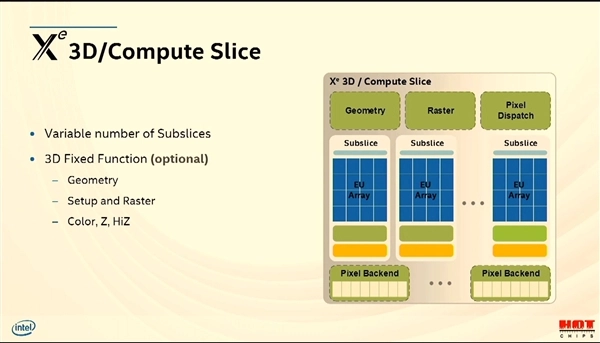 Xe 3D/Compute Slice
• Variable number of Subslices
• 3D Fixed Function (optional)
– Geometry
– Setup and Raster
– Color, Z, HiZ
Xe 3D / Compute Slice
Geometry
Raster
Pixel
Dispatch
Subslice
Subslice
Subslice
EU
Array
EU
Array
EU
Array
Pixel Backend
Pixel Backend
intel
HOT
CHIPS